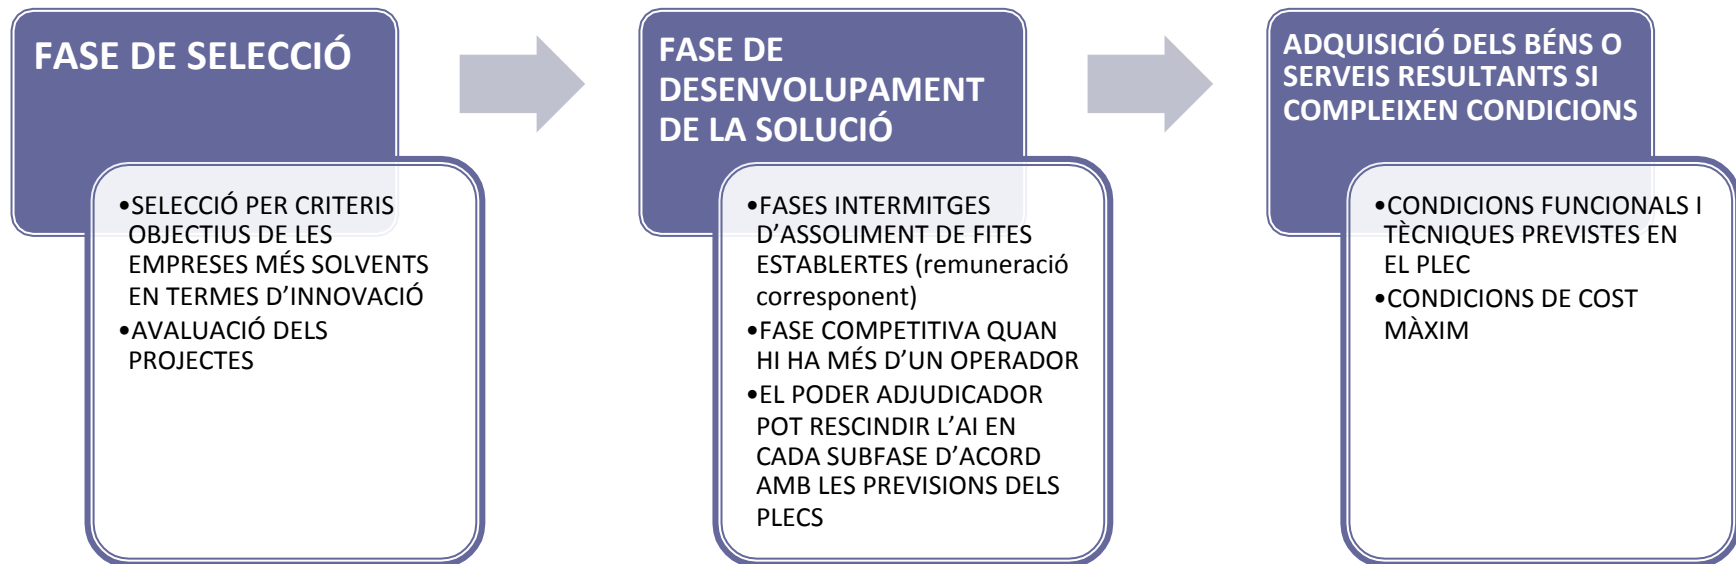 FASE DE SELECCIÓ
•SELECCIÓ PER CRITERIS
OBJECTIUS DE LES
EMPRESES MÉS SOLVENTS
EN TERMES D’INNOVACIÓ
•AVALUACIÓ DELS
PROJECTES
FASE DE
DESENVOLUPAMENT
DE LA SOLUCIÓ
•FASES INTERMITGES
D’ASSOLIMENT DE FITES
ESTABLERTES (remuneració
corresponent)
•FASE COMPETITIVA QUAN
HI HA MÉS D’UN OPERADOR
•EL PODER ADJUDICADOR
POT RESCINDIR L’AI EN
CADA SUBFASE D’ACORD
AMB LES PREVISIONS DELS
PLECS
ADQUISICIÓ DELS BÉNS O
SERVEIS RESULTANTS SI
COMPLEIXEN CONDICIONS
•CONDICIONS FUNCIONALS I
TÈCNIQUES PREVISTES EN
EL PLEC
•CONDICIONS DE COST
MÀXIM